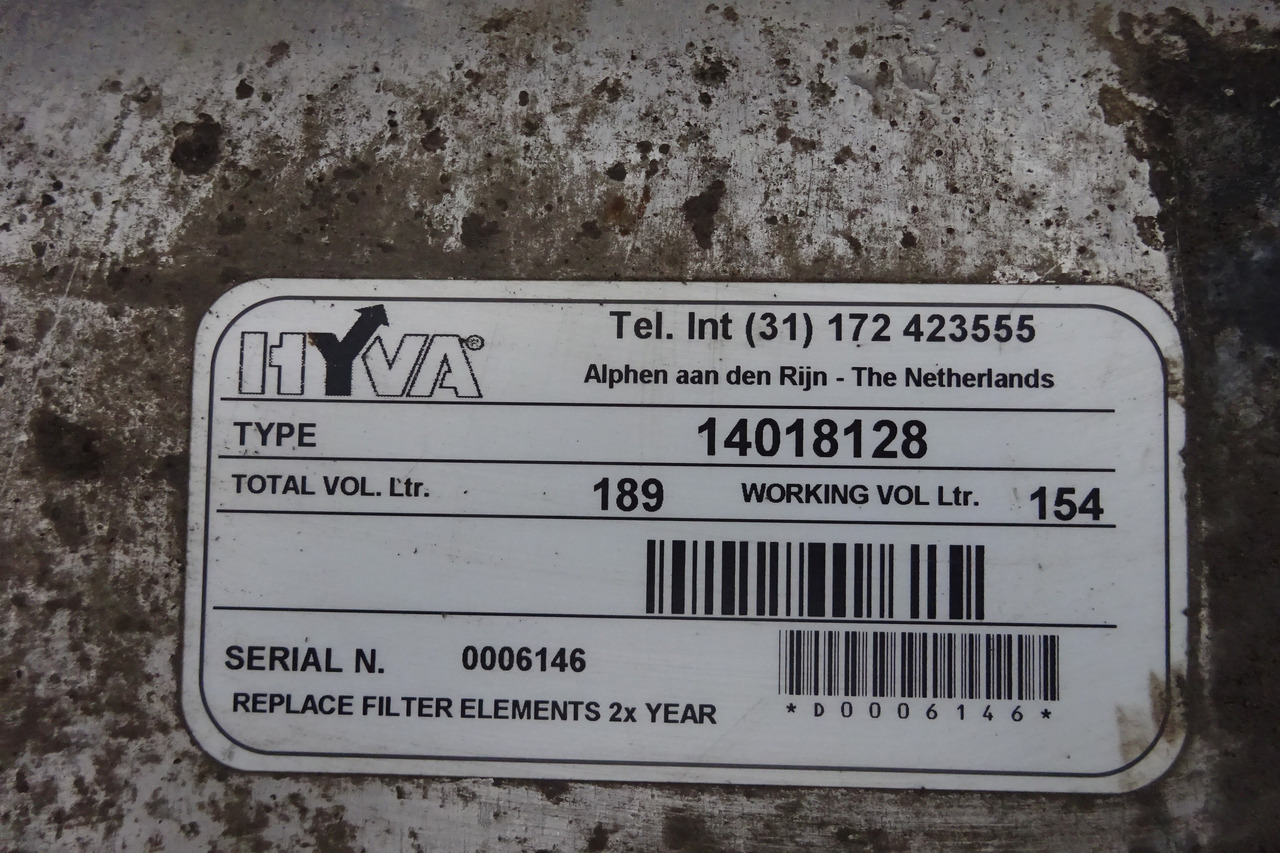 HYVA®
Tel. Int (31) 172 423555
Alphen aan den Rijn - The Netherlands
TYPE 14018128
TOTAL VOL. Ltr. 189 WORKING VOL Ltr. 154
SERIAL N. 0006146
*D0006146*
REPLACE FILTER ELEMENTS 2x YEAR